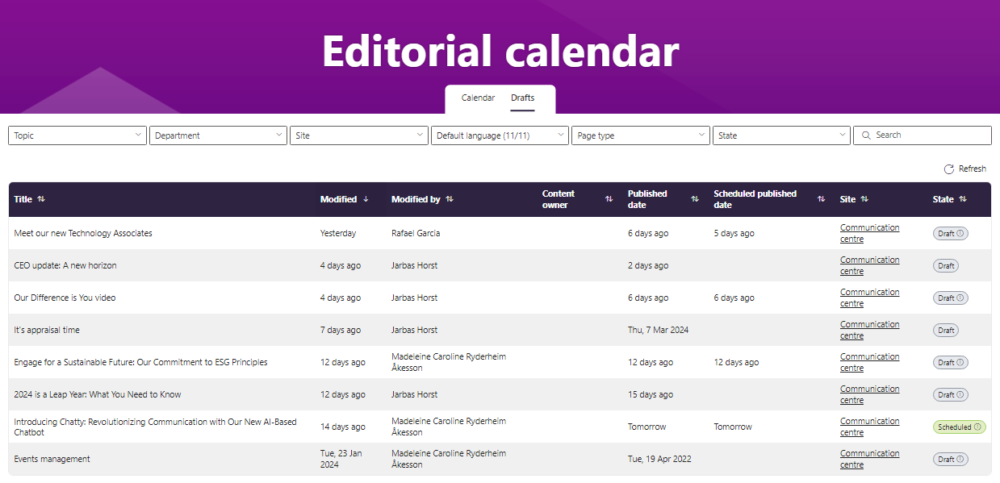 Editorial calendar
Calendar Drafts
Topic Department Site Default language (11/11) Page type State Search
Refresh
Title Modified Modified by Content owner Published date Scheduled published date Site State
Meet our new Technology Associates Yesterday Rafael Garcia 6 days ago 5 days ago Communication centre Draft
CEO update: A new horizon 4 days ago Jarbas Horst 2 days ago Communication centre Draft
Our Difference is You video 4 days ago Jarbas Horst 6 days ago 6 days ago Communication centre Draft
It's appraisal time 7 days ago Jarbas Horst Thu, 7 Mar 2024 Communication centre Draft
Engage for a Sustainable Future: Our Commitment to ESG Principles 12 days ago Madeleine Caroline Ryderheim Åkesson 12 days ago 12 days ago Communication centre Draft
2024 is a Leap Year: What You Need to Know 12 days ago Jarbas Horst 15 days ago Communication centre Draft
Introducing Chatty: Revolutionizing Communication with Our New AI-Based Chatbot 14 days ago Madeleine Caroline Ryderheim Åkesson Tomorrow Tomorrow Communication centre Scheduled
Events management Tue, 23 Jan 2024 Madeleine Caroline Ryderheim Åkesson Tue, 19 Apr 2022 Communication centre Draft